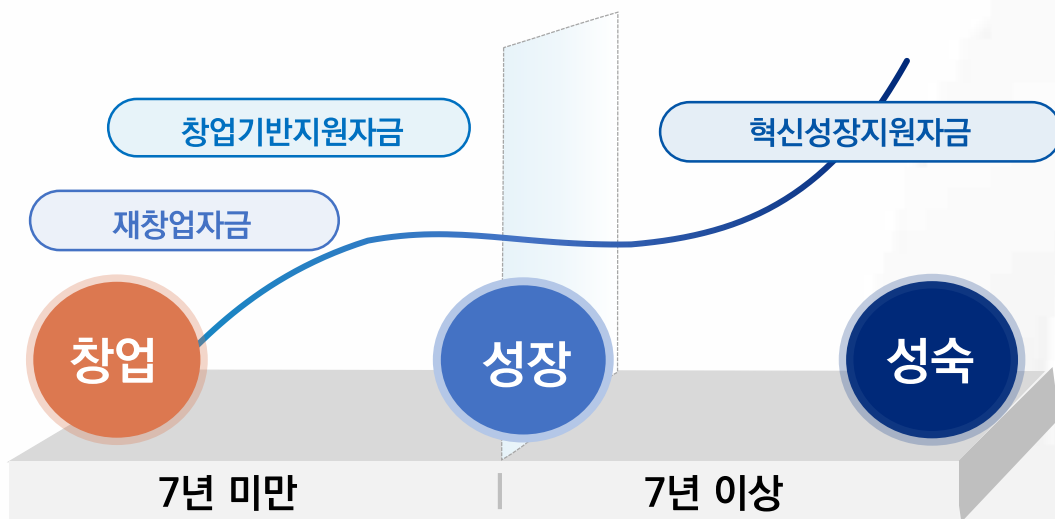 창업기반지원자금
혁신성장지원자금
재창업자금
창업
성장
성숙
7년 미만
7년 이상